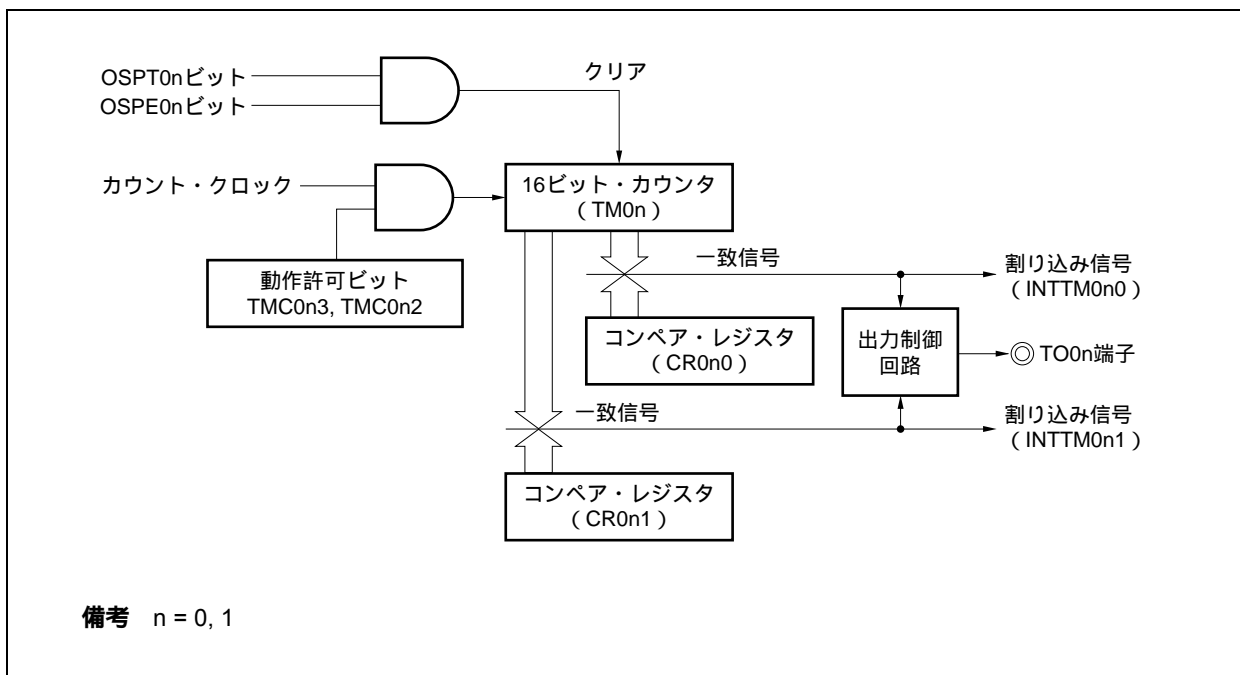 OSPT0nビット
OSPE0nビット
クリア
カウント・クロック
16ビット・カウンタ
（TM0n）
動作許可ビット
TMC0n3, TMC0n2
一致信号
割り込み信号
（INTTM0n0）
コンペア・レジスタ
（CR0n0）
出力制御
回路
TO0n端子
一致信号
割り込み信号
（INTTM0n1）
コンペア・レジスタ
（CR0n1）
備考 n = 0, 1